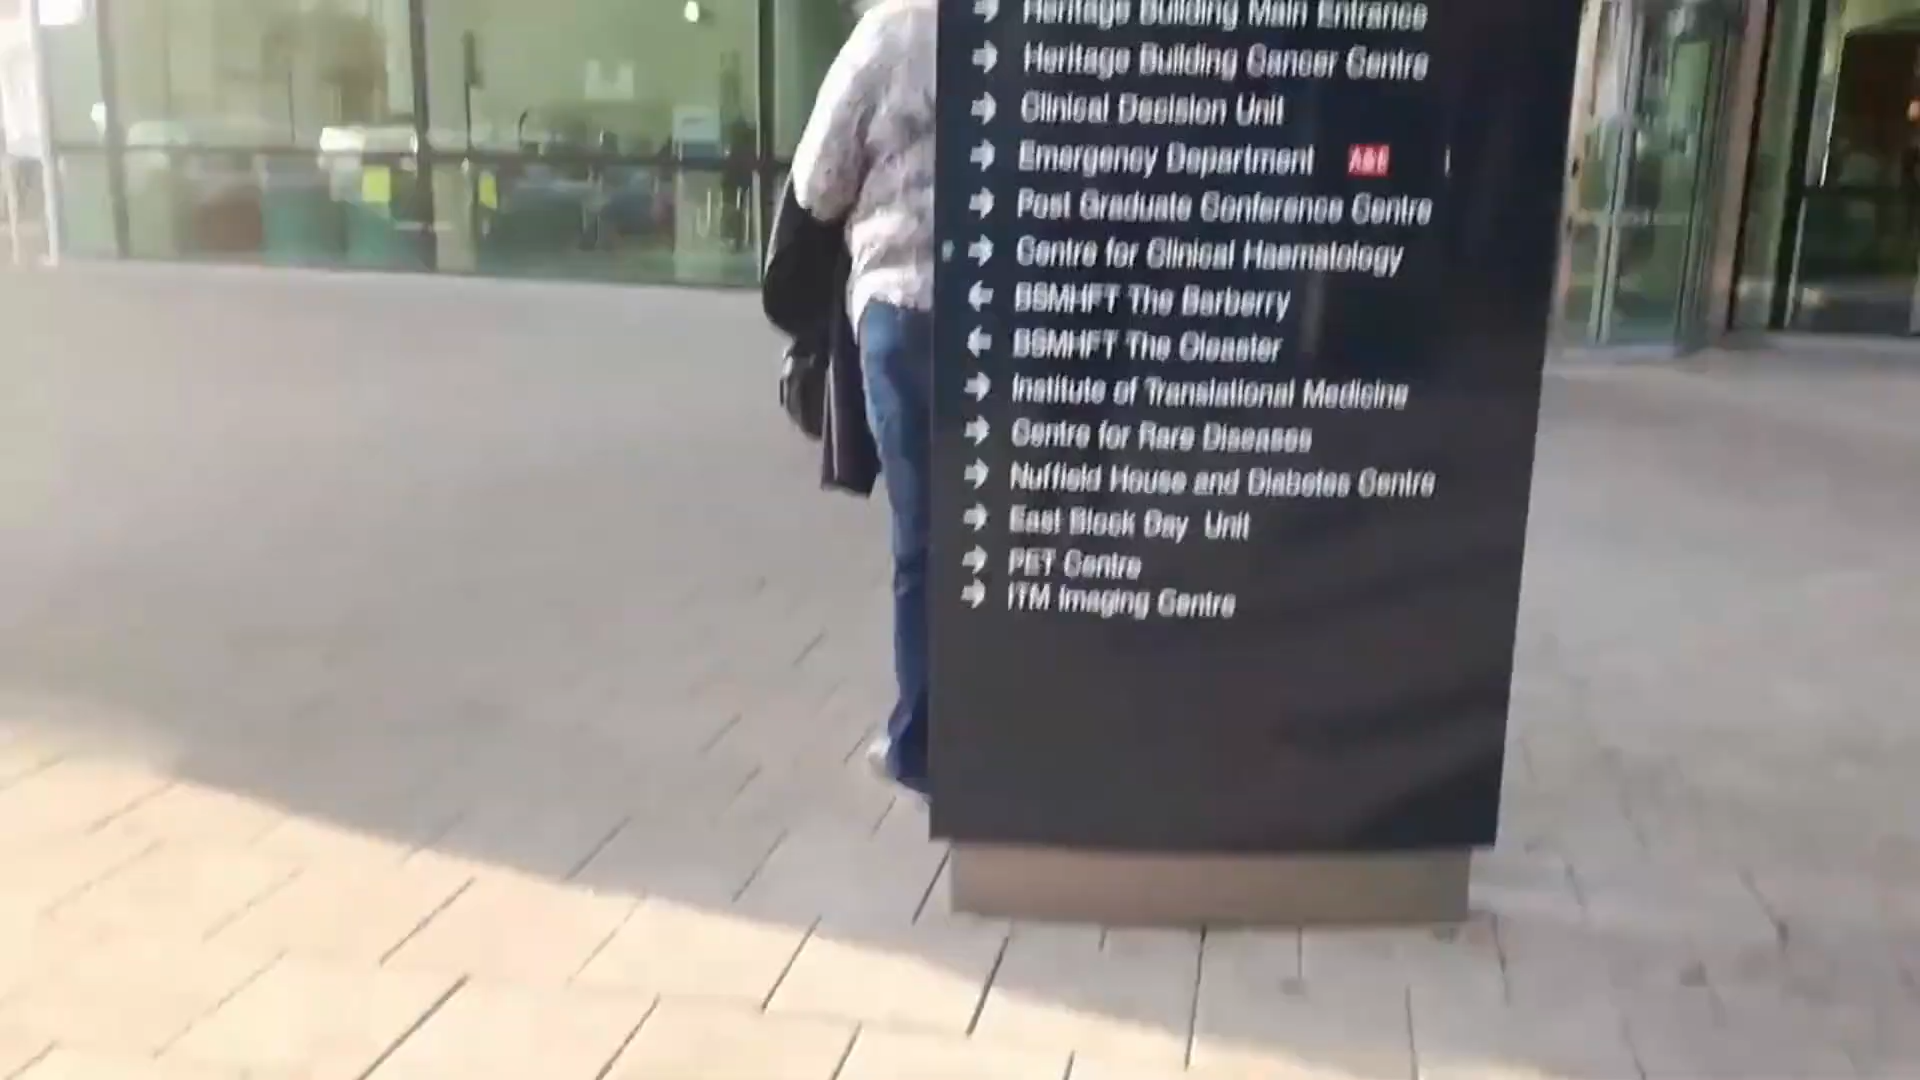 Heritage Building Main Entrance
Heritage Building Cancer Centre
Clinical Decision Unit
Emergency Department A&E
Post Graduate Conference Centre
Centre for Clinical Haematology
BSMHFT The Barberry
BSMHFT The Oleaster
Institute of Translational Medicine
Centre for Rare Diseases
Nuffield House and Diabetes Centre
East Block Day Unit
PET Centre
ITM Imaging Centre